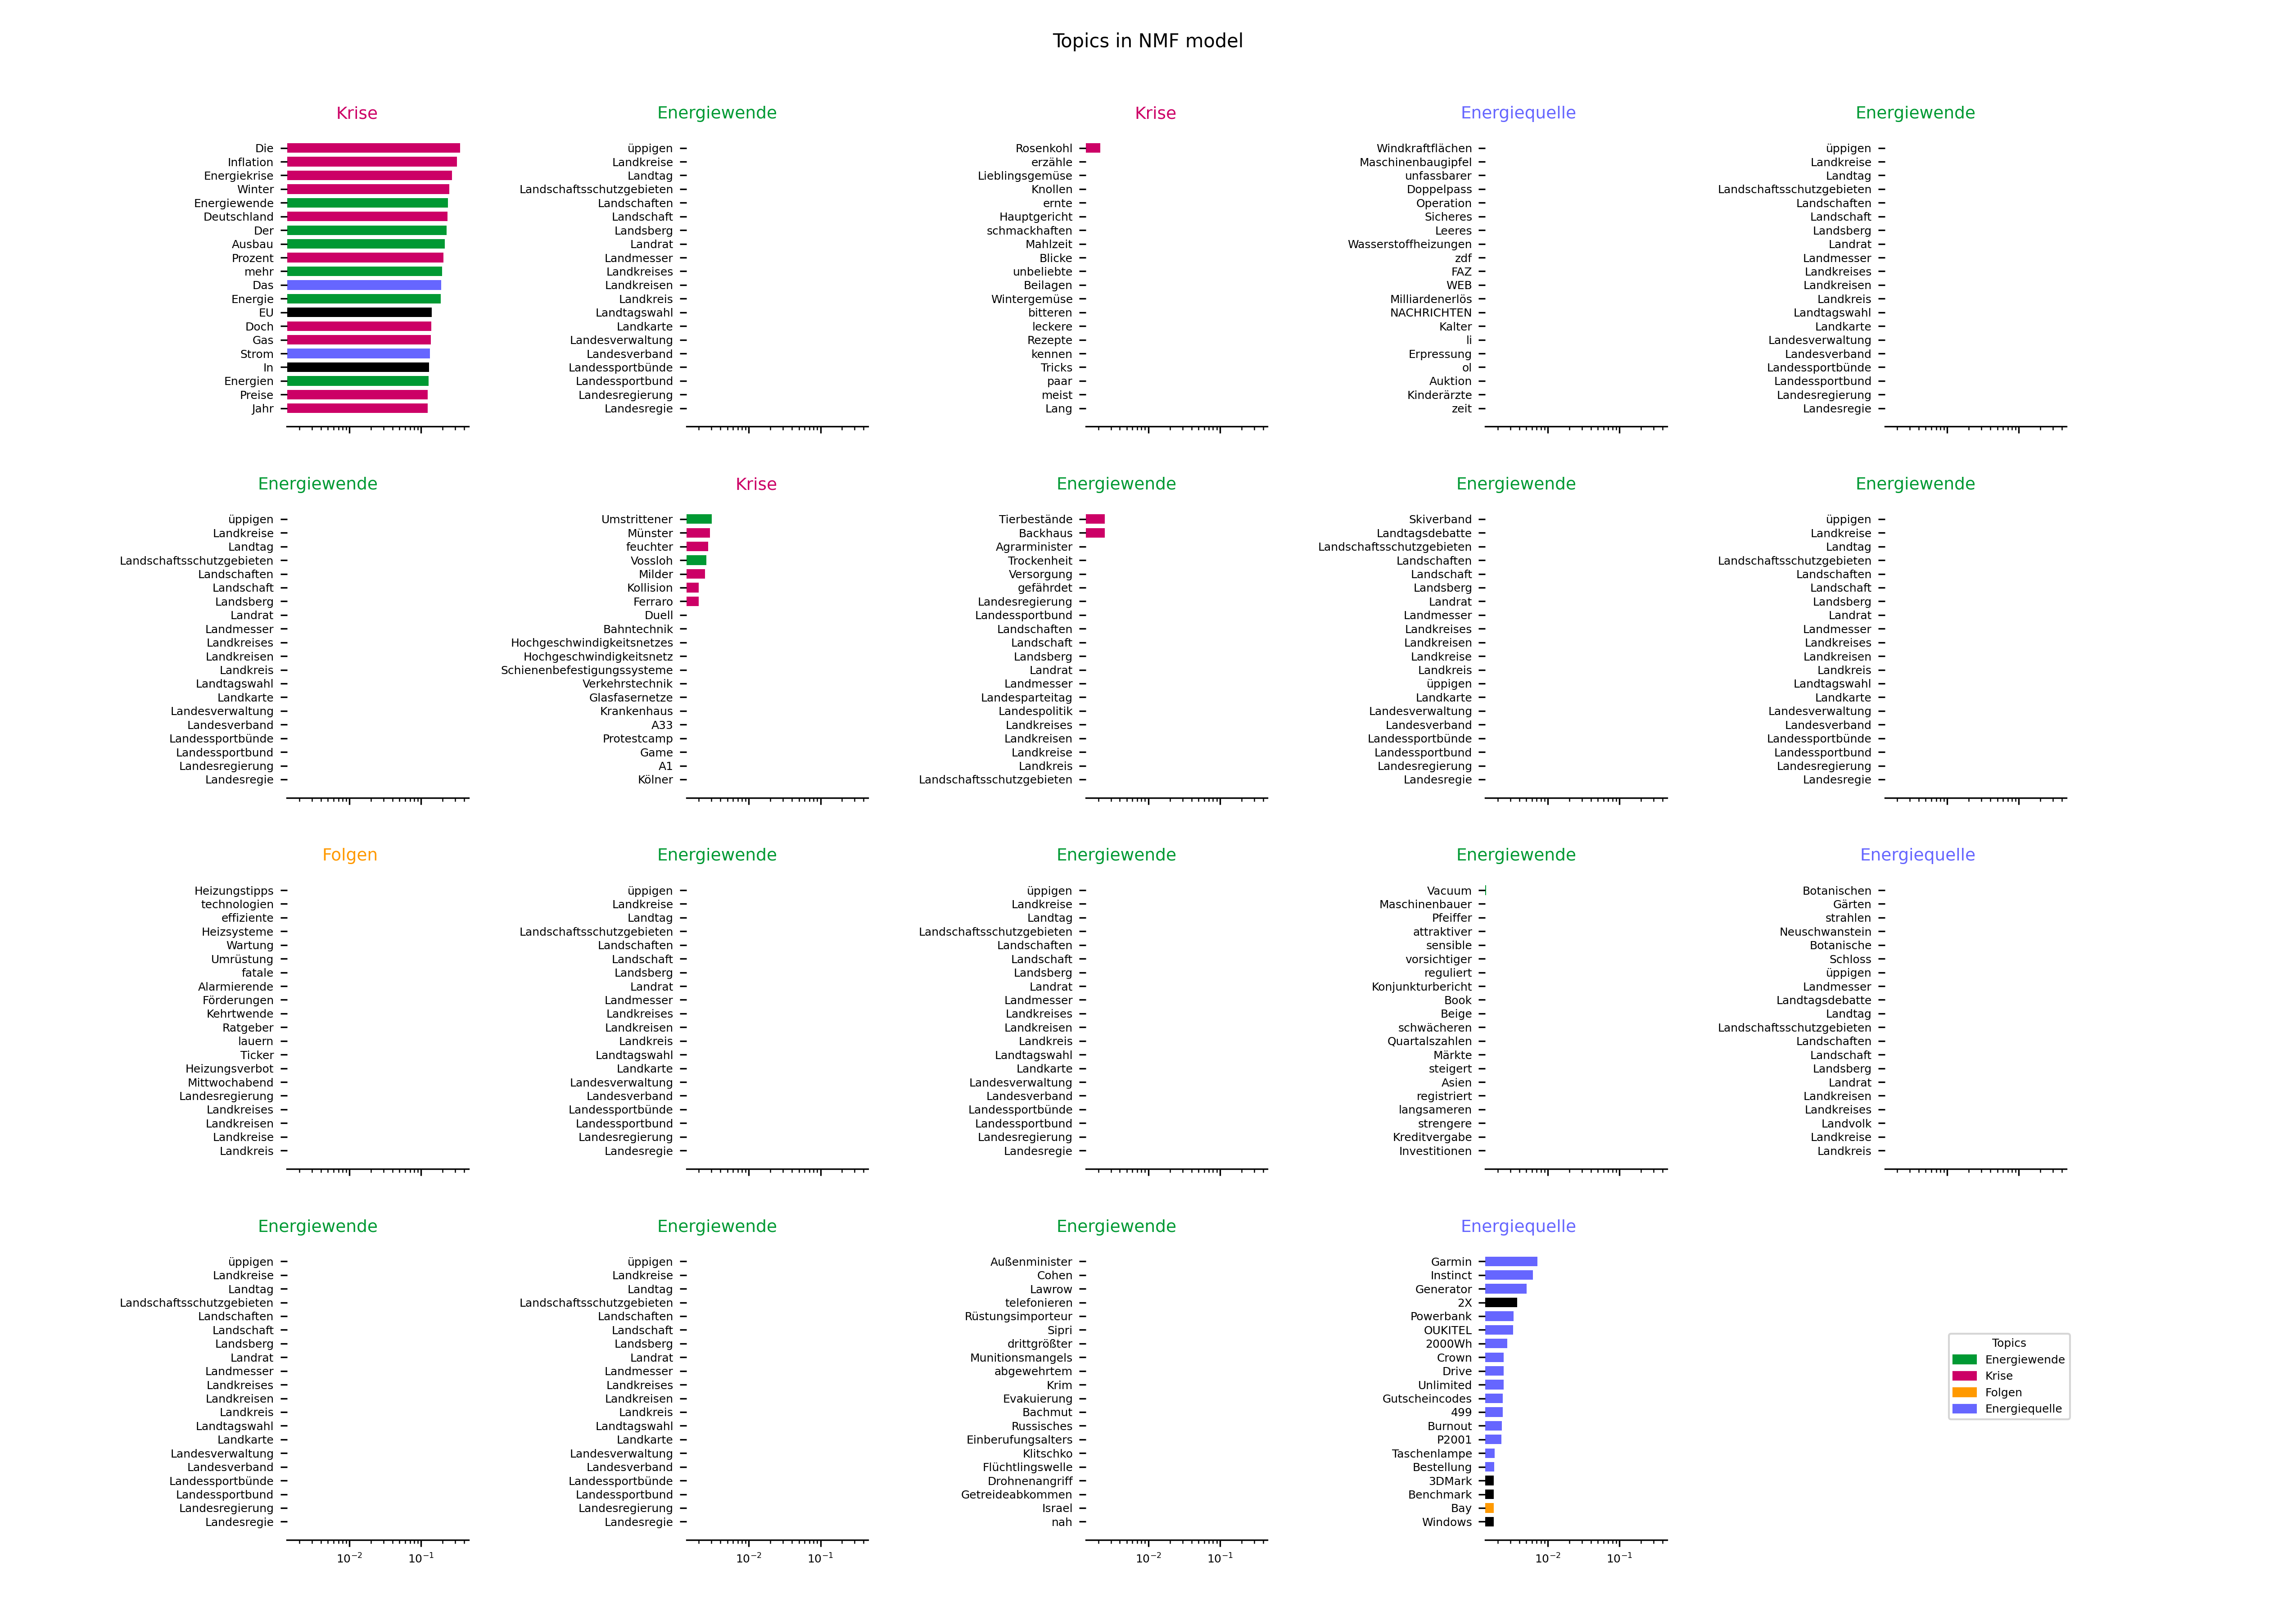 Topics in NMF model
Krise
Die
Inflation
Energiekrise
Winter
Energiewende
Deutschland
Der
Ausbau
Prozent
mehr
Das
Energie
EU
Doch
Gas
Strom
In
Energien
Preise
Jahr
Energiewende
üppigen
Landkreise
Landtag
Landschaftsschutzgebieten
Landschaften
Landschaft
Landsberg
Landrat
Landmesser
Landkreises
Landkreisen
Landkreis
Landtagswahl
Landkarte
Landesverwaltung
Landesverband
Landessportbünde
Landessportbund
Landesregierung
Landesregie
Krise
Rosenkohl
erzähle
Lieblingsgemüse
Knollen
ernte
Hauptgericht
schmackhaften
Mahlzeit
Blicke
unbeliebte
Beilagen
Wintergemüse
bitteren
leckere
Rezepte
kennen
Tricks
paar
meist
Lang
Energiequelle
Windkraftflächen
Maschinenbaugipfel
unfassbarer
Doppelpass
Operation
Sicheres
Leeres
Wasserstoffheizungen
zdf
FAZ
WEB
Milliardenerlös
NACHRICHTEN
Kalter
li
Erpressung
ol
Auktion
Kinderärzte
zeit
Energiewende
üppigen
Landkreise
Landtag
Landschaftsschutzgebieten
Landschaften
Landschaft
Landsberg
Landrat
Landmesser
Landkreises
Landkreisen
Landkreis
Landtagswahl
Landkarte
Landesverwaltung
Landesverband
Landessportbünde
Landessportbund
Landesregierung
Landesregie
Energiewende
üppigen
Landkreise
Landtag
Landschaftsschutzgebieten
Landschaften
Landschaft
Landsberg
Landrat
Landmesser
Landkreises
Landkreisen
Landkreis
Landtagswahl
Landkarte
Landesverwaltung
Landesverband
Landessportbünde
Landessportbund
Landesregierung
Landesregie
Krise
Umstrittener
Münster
feuchter
Vossloh
Milder
Kollision
Ferraro
Duell
Bahntechnik
Hochgeschwindigkeitsnetzes
Hochgeschwindigkeitsnetz
Schienenbefestigungssysteme
Verkehrstechnik
Glasfasernetze
Krankenhaus
A33
Protestcamp
Game
A1
Kölner
Energiewende
Tierbestände
Backhaus
Agrarminister
Trockenheit
Versorgung
gefährdet
Landesregierung
Landessportbund
Landschaften
Landschaft
Landsberg
Landrat
Landmesser
Landesparteitag
Landespolitik
Landkreises
Landkreisen
Landkreise
Landkreis
Landschaftsschutzgebieten
Energiewende
Skiverband
Landtagsdebatte
Landschaftsschutzgebieten
Landschaften
Landschaft
Landsberg
Landrat
Landmesser
Landkreises
Landkreisen
Landkreise
Landkreis
üppigen
Landkarte
Landesverwaltung
Landesverband
Landessportbünde
Landessportbund
Landesregierung
Landesregie
Energiewende
üppigen
Landkreise
Landtag
Landschaftsschutzgebieten
Landschaften
Landschaft
Landsberg
Landrat
Landmesser
Landkreises
Landkreisen
Landkreis
Landtagswahl
Landkarte
Landesverwaltung
Landesverband
Landessportbünde
Landessportbund
Landesregierung
Landesregie
Folgen
Heizungstipps
technologien
effiziente
Heizsysteme
Wartung
Umrüstung
fatale
Alarmierende
Förderungen
Kehrtwende
Ratgeber
lauern
Ticker
Heizungsverbot
Mittwochabend
Landesregierung
Landkreises
Landkreisen
Landkreise
Landkreis
Energiewende
üppigen
Landkreise
Landtag
Landschaftsschutzgebieten
Landschaften
Landschaft
Landsberg
Landrat
Landmesser
Landkreises
Landkreisen
Landkreis
Landtagswahl
Landkarte
Landesverwaltung
Landesverband
Landessportbünde
Landessportbund
Landesregierung
Landesregie
Energiewende
üppigen
Landkreise
Landtag
Landschaftsschutzgebieten
Landschaften
Landschaft
Landsberg
Landrat
Landmesser
Landkreises
Landkreisen
Landkreis
Landtagswahl
Landkarte
Landesverwaltung
Landesverband
Landessportbünde
Landessportbund
Landesregierung
Landesregie
Energiewende
Vacuum
Maschinenbauer
Pfeiffer
attraktiver
sensible
vorsichtiger
reguliert
Konjunkturbericht
Book
Beige
schwächeren
Quartalszahlen
Märkte
steigert
Asien
registriert
langsameren
strengere
Kreditvergabe
Investitionen
Energiequelle
Botanischen
Gärten
strahlen
Neuschwanstein
Botanische
Schloss
üppigen
Landmesser
Landtagsdebatte
Landtag
Landschaftsschutzgebieten
Landschaften
Landschaft
Landsberg
Landrat
Landkreisen
Landkreises
Landvolk
Landkreise
Landkreis
Energiewende
üppigen
Landkreise
Landtag
Landschaftsschutzgebieten
Landschaften
Landschaft
Landsberg
Landrat
Landmesser
Landkreises
Landkreisen
Landkreis
Landtagswahl
Landkarte
Landesverwaltung
Landesverband
Landessportbünde
Landessportbund
Landesregierung
Landesregie
10⁻² 10⁻¹
Energiewende
üppigen
Landkreise
Landtag
Landschaftsschutzgebieten
Landschaften
Landschaft
Landsberg
Landrat
Landmesser
Landkreises
Landkreisen
Landkreis
Landtagswahl
Landkarte
Landesverwaltung
Landesverband
Landessportbünde
Landessportbund
Landesregierung
Landesregie
10⁻² 10⁻¹
Energiewende
Außenminister
Cohen
Lawrow
telefonieren
Rüstungsimporteur
Sipri
drittgrößter
Munitionsmangels
abgewehrtem
Krim
Evakuierung
Bachmut
Russisches
Einberufungsalters
Klitschko
Flüchtlingswelle
Drohnenangriff
Getreideabkommen
Israel
nah
10⁻² 10⁻¹
Energiequelle
Garmin
Instinct
Generator
2X
Powerbank
OUKITEL
2000Wh
Crown
Drive
Unlimited
Gutscheincodes
499
Burnout
P2001
Taschenlampe
Bestellung
3DMark
Benchmark
Bay
Windows
10⁻² 10⁻¹
Topics
Energiewende
Krise
Folgen
Energiequelle